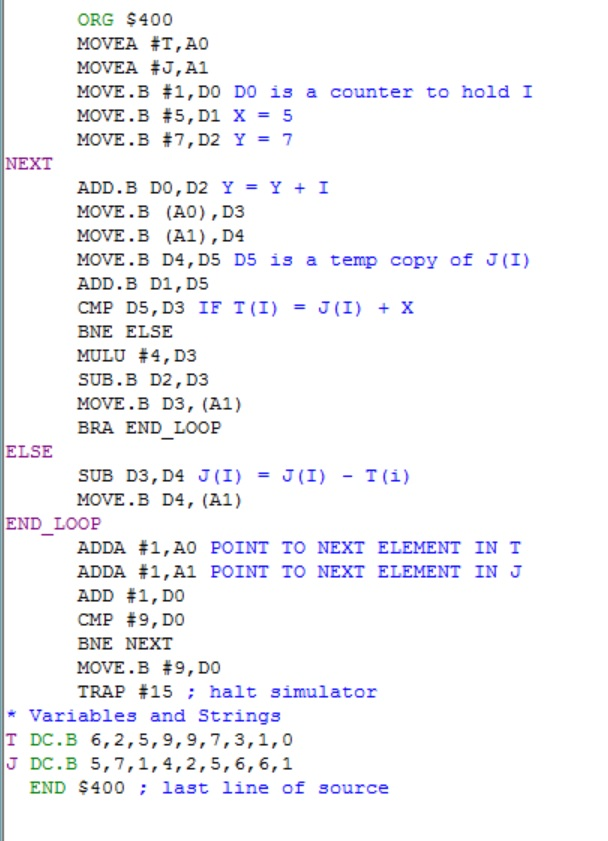 ORG $400
MOVEA #T,A0
MOVEA #J,A1
MOVE.B #1,D0 D0 is a counter to hold I
MOVE.B #5,D1 X = 5
MOVE.B #7,D2 Y = 7
NEXT
ADD.B D0,D2 Y = Y + I
MOVE.B (A0),D3
MOVE.B (A1),D4
MOVE.B D4,D5 D5 is a temp copy of J(I)
ADD.B D1,D5
CMP D5,D3 IF T(I) = J(I) + X
BNE ELSE
MULU #4,D3
SUB.B D2,D3
MOVE.B D3,(A1)
BRA END_LOOP
ELSE
SUB D3,D4 J(I) = J(I) - T(i)
MOVE.B D4,(A1)
END_LOOP
ADDA #1,A0 POINT TO NEXT ELEMENT IN T
ADDA #1,A1 POINT TO NEXT ELEMENT IN J
ADD #1,D0
CMP #9,D0
BNE NEXT
MOVE.B #9,D0
TRAP #15 ; halt simulator
* Variables and Strings
T DC.B 6,2,5,9,9,7,3,1,0
J DC.B 5,7,1,4,2,5,6,6,1
END $400 ; last line of source